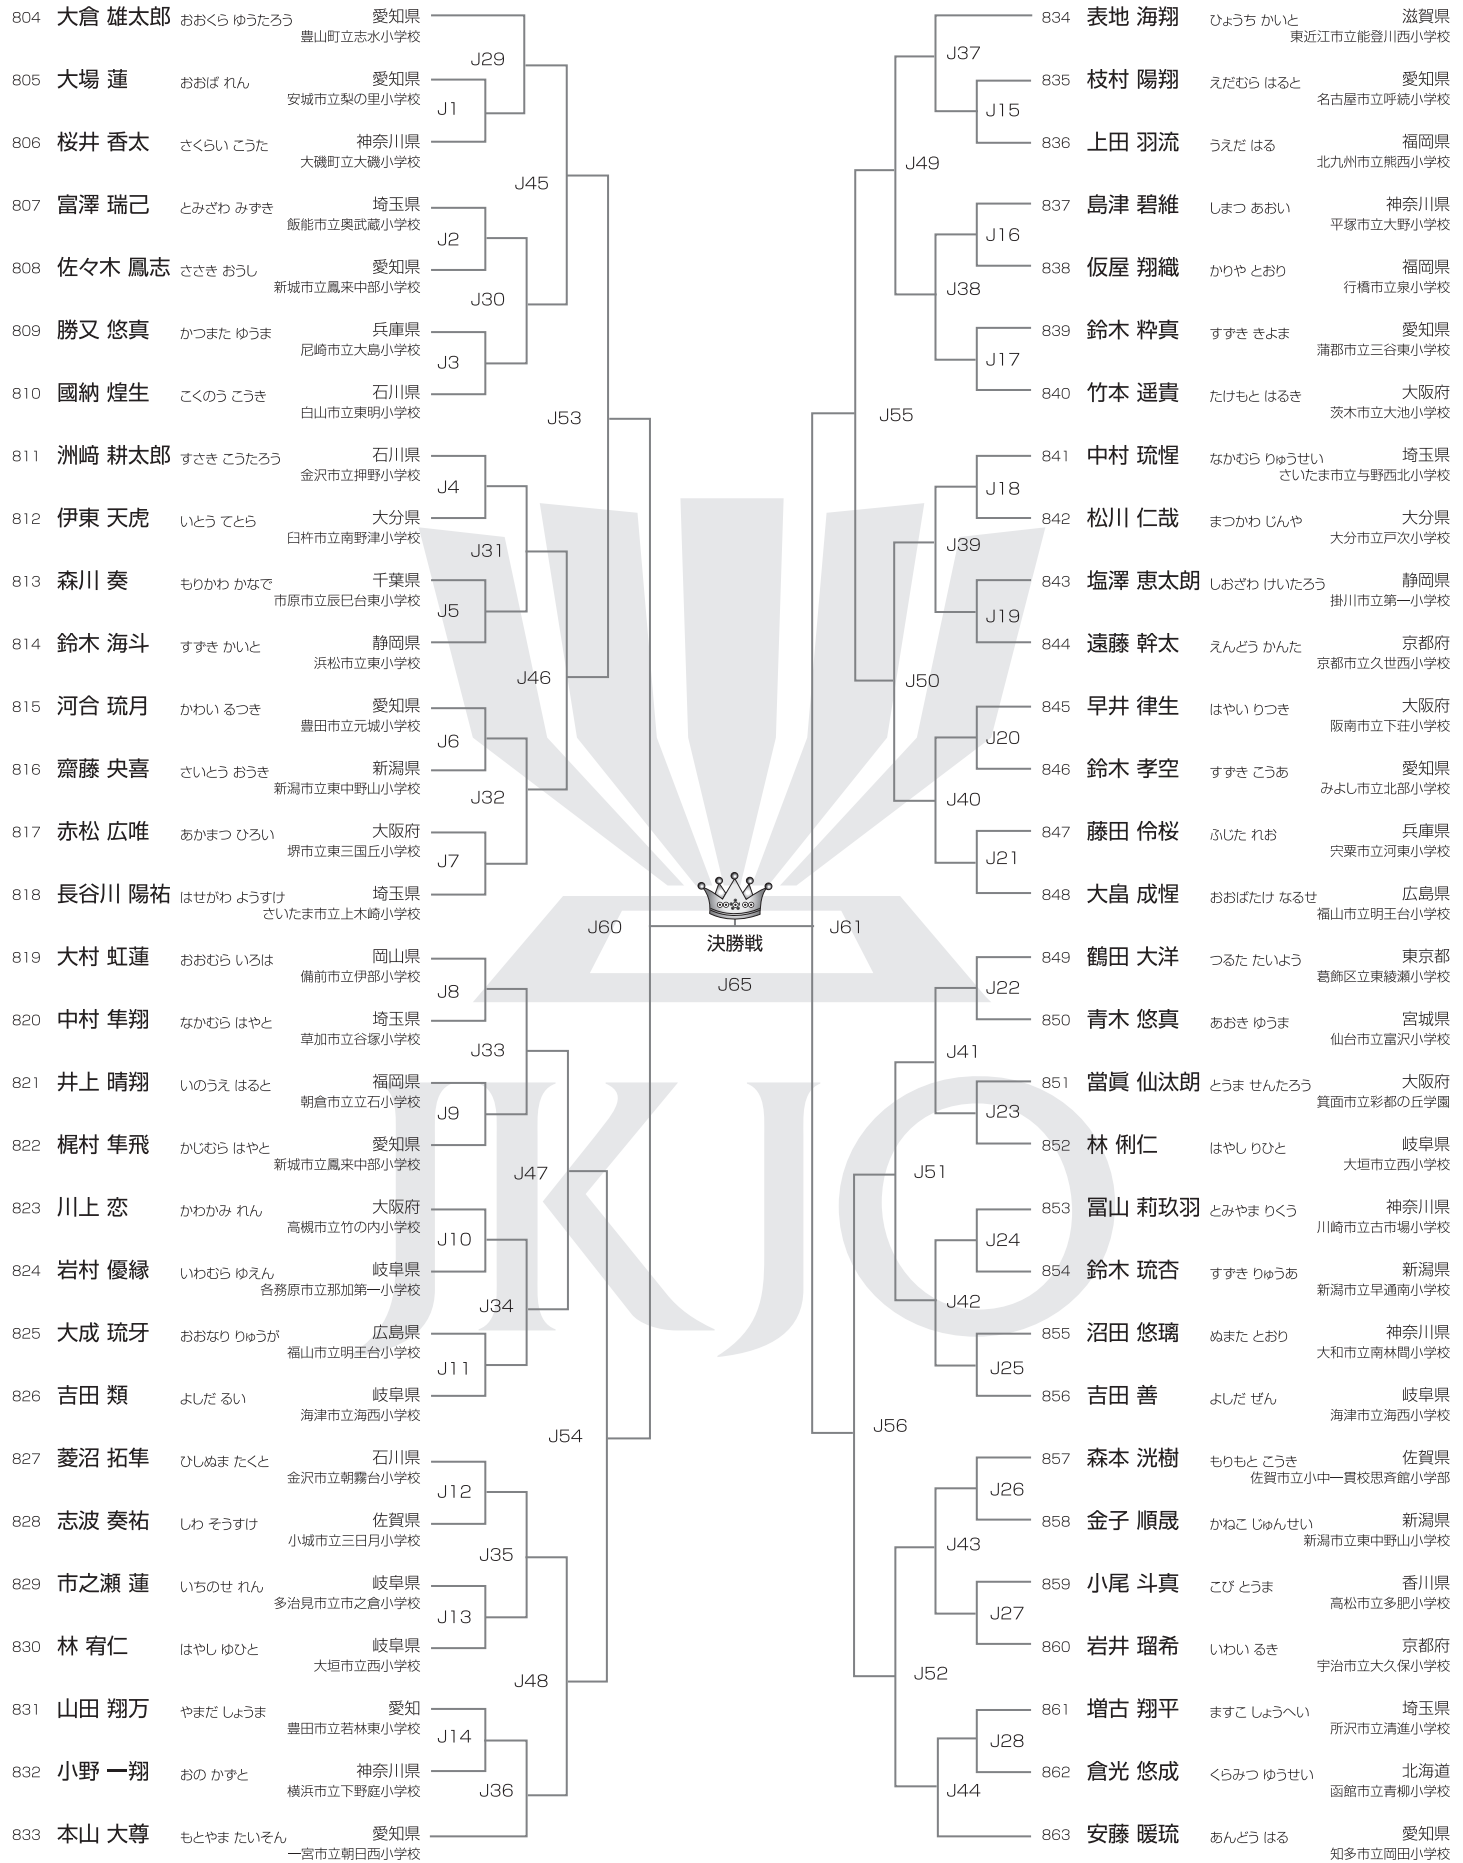 804 大倉 雄太郎 おおくら ゆうたろう 愛知県
豊山町立志水小学校
J29
805 大場 蓮 おおば れん 愛知県
安城市立梨の里小学校
J1
806 桜井 香太 さくらい こうた 神奈川県
大磯町立大磯小学校
J45
807 富澤 瑞己 とみざわ みずき 埼玉県
飯能市立奥武蔵小学校
J2
808 佐々木 鳳志 ささき おうし 愛知県
新城市立鳳来中部小学校
J30
809 勝又 悠真 かつまた ゆうま 兵庫県
尼崎市立大島小学校
J3
810 國納 煌生 こくのう こうき 石川県
白山市立東明小学校
J53
811 洲﨑 耕太郎 すさき こうたろう 石川県
金沢市立押野小学校
J4
812 伊東 天虎 いとう てとら 大分県
臼杵市立南野津小学校
J31
813 森川 奏 もりかわ かなで 千葉県
市原市立辰巳台東小学校
J5
814 鈴木 海斗 すずき かいと 静岡県
浜松市立東小学校
J46
815 河合 琉月 かわい るつき 愛知県
豊田市立元城小学校
J6
816 齋藤 央喜 さいとう おうき 新潟県
新潟市立東中野山小学校
J32
817 赤松 広唯 あかまつ ひろい 大阪府
堺市立東三国丘小学校
J7
818 長谷川 陽祐 はせがわ ようすけ 埼玉県
さいたま市立上木崎小学校
J60
819 大村 虹蓮 おおむら いろは 岡山県
備前市立伊部小学校
J8
820 中村 隼翔 なかむら はやと 埼玉県
草加市立谷塚小学校
J33
821 井上 晴翔 いのうえ はると 福岡県
朝倉市立立石小学校
J9
822 梶村 隼飛 かじむら はやと 愛知県
新城市立鳳来中部小学校
J47
823 川上 恋 かわかみ れん 大阪府
高槻市立竹の内小学校
J10
824 岩村 優縁 いわむら ゆえん 岐阜県
各務原市立那加第一小学校
J34
825 大成 琉牙 おおなり りゅうが 広島県
福山市立明王台小学校
J11
826 吉田 類 よしだ るい 岐阜県
海津市立海西小学校
J54
827 菱沼 拓隼 ひしぬま たくと 石川県
金沢市立朝霧台小学校
J12
828 志波 奏祐 しわ そうすけ 佐賀県
小城市立三日月小学校
J35
829 市之瀬 蓮 いちのせ れん 岐阜県
多治見市立市之倉小学校
J13
830 林 宥仁 はやし ゆひと 岐阜県
大垣市立西小学校
J48
831 山田 翔万 やまだ しょうま 愛知
豊田市立若林東小学校
J14
832 小野 一翔 おの かずと 神奈川県
横浜市立下野庭小学校
J36
833 本山 大尊 もとやま たいそん 愛知県
一宮市立朝日西小学校
決勝戦
J65
JKJO
834 表地 海翔 ひょうち かいと 滋賀県
東近江市立能登川西小学校
J37
835 枝村 陽翔 えだむら はると 愛知県
名古屋市立呼続小学校
J15
836 上田 羽流 うえだ はる 福岡県
北九州市立熊西小学校
J49
837 島津 碧維 しまつ あおい 神奈川県
平塚市立大野小学校
J16
838 仮屋 翔織 かりや とおり 福岡県
行橋市立泉小学校
J38
839 鈴木 粋真 すずき きよま 愛知県
蒲郡市立三谷東小学校
J17
840 竹本 遥貴 たけもと はるき 大阪府
茨木市立大池小学校
J55
841 中村 琉惺 なかむら りゅうせい 埼玉県
さいたま市立与野西北小学校
J18
842 松川 仁哉 まつかわ じんや 大分県
大分市立戸次小学校
J39
843 塩澤 恵太朗 しおざわ けいたろう 静岡県
掛川市立第一小学校
J19
844 遠藤 幹太 えんどう かんた 京都府
京都市立久世西小学校
J50
845 早井 律生 はやい りつき 大阪府
阪南市立下荘小学校
J20
846 鈴木 孝空 すずき こうあ 愛知県
みよし市立北部小学校
J40
847 藤田 伶桜 ふじた れお 兵庫県
宍粟市立河東小学校
J21
848 大畠 成惺 おおばたけ なるせ 広島県
福山市立明王台小学校
J61
849 鶴田 大洋 つるた たいよう 東京都
葛飾区立東綾瀬小学校
J22
850 青木 悠真 あおき ゆうま 宮城県
仙台市立富沢小学校
J41
851 當眞 仙汰朗 とうま せんたろう 大阪府
箕面市立彩都の丘学園
J23
852 林 俐仁 はやし りひと 岐阜県
大垣市立西小学校
J51
853 冨山 莉玖羽 とみやま りくう 神奈川県
川崎市立古市場小学校
J24
854 鈴木 琉杏 すずき りゅうあ 新潟県
新潟市立早通南小学校
J42
855 沼田 悠璃 ぬまた とおり 神奈川県
大和市立南林間小学校
J25
856 吉田 善 よしだ ぜん 岐阜県
海津市立海西小学校
J56
857 森本 洸樹 もりもと こうき 佐賀県
佐賀市立小中一貫校思斉館小学部
J26
858 金子 順晟 かねこ じゅんせい 新潟県
新潟市立東中野山小学校
J43
859 小尾 斗真 こび とうま 香川県
高松市立多肥小学校
J27
860 岩井 瑠希 いわい るき 京都府
宇治市立大久保小学校
J52
861 増古 翔平 ますこ しょうへい 埼玉県
所沢市立清進小学校
J28
862 倉光 悠成 くらみつ ゆうせい 北海道
函館市立青柳小学校
J44
863 安藤 暖琉 あんどう はる 愛知県
知多市立岡田小学校